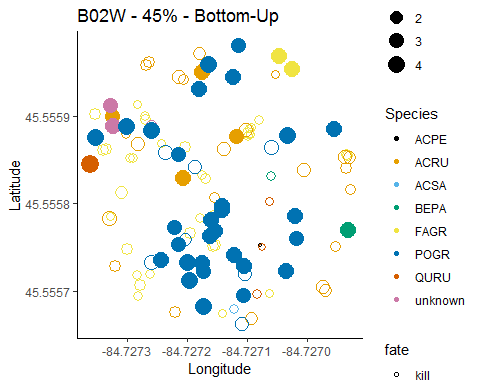 B02W - 45% - Bottom-Up
45.5559
45.5558
45.5557
Latitude
-84.7273
-84.7272
-84.7271
-84.7270
Longitude
2
3
4
Species
ACPE
ACRU
ACSA
BEPA
FAGR
POGR
QURU
unknown
fate
kill